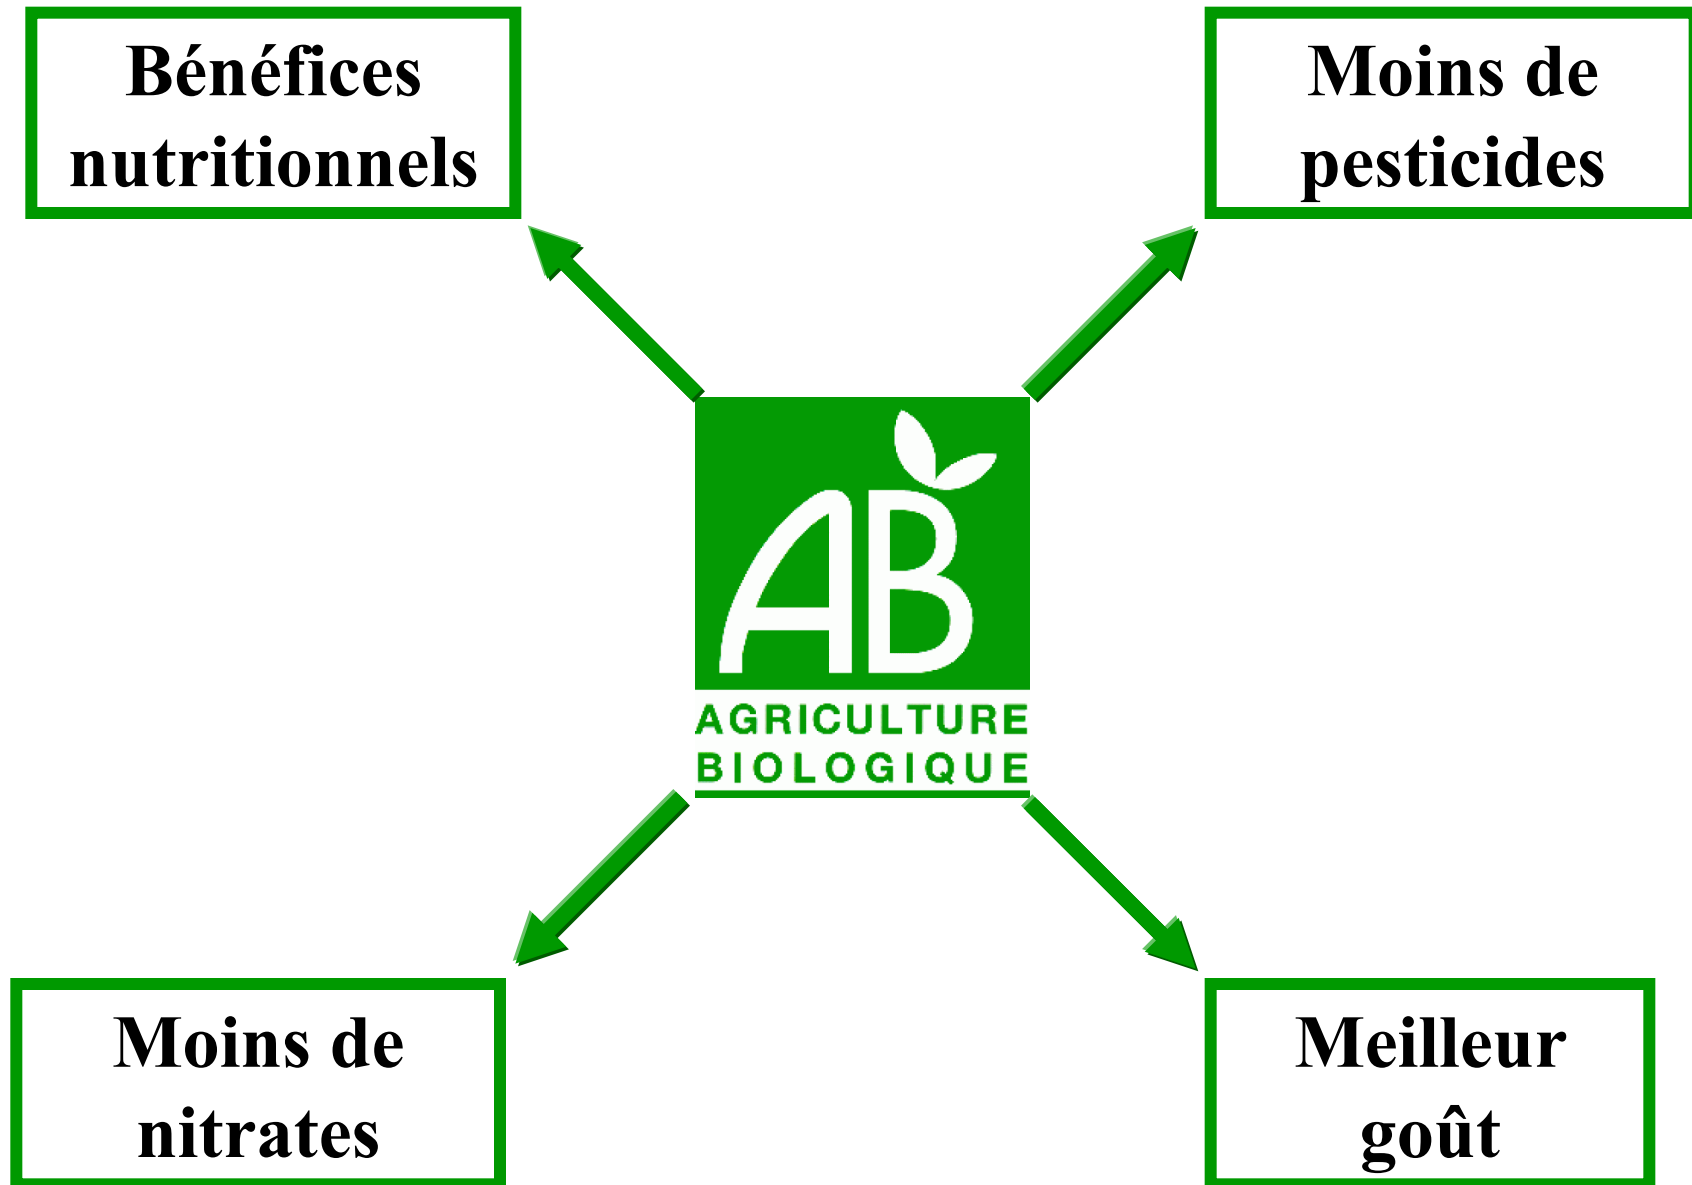 Bénéfices
nutritionnels
Moins de
pesticides
AB
AGRICULTURE
BIOLOGIQUE
Moins de
nitrates
Meilleur
goût